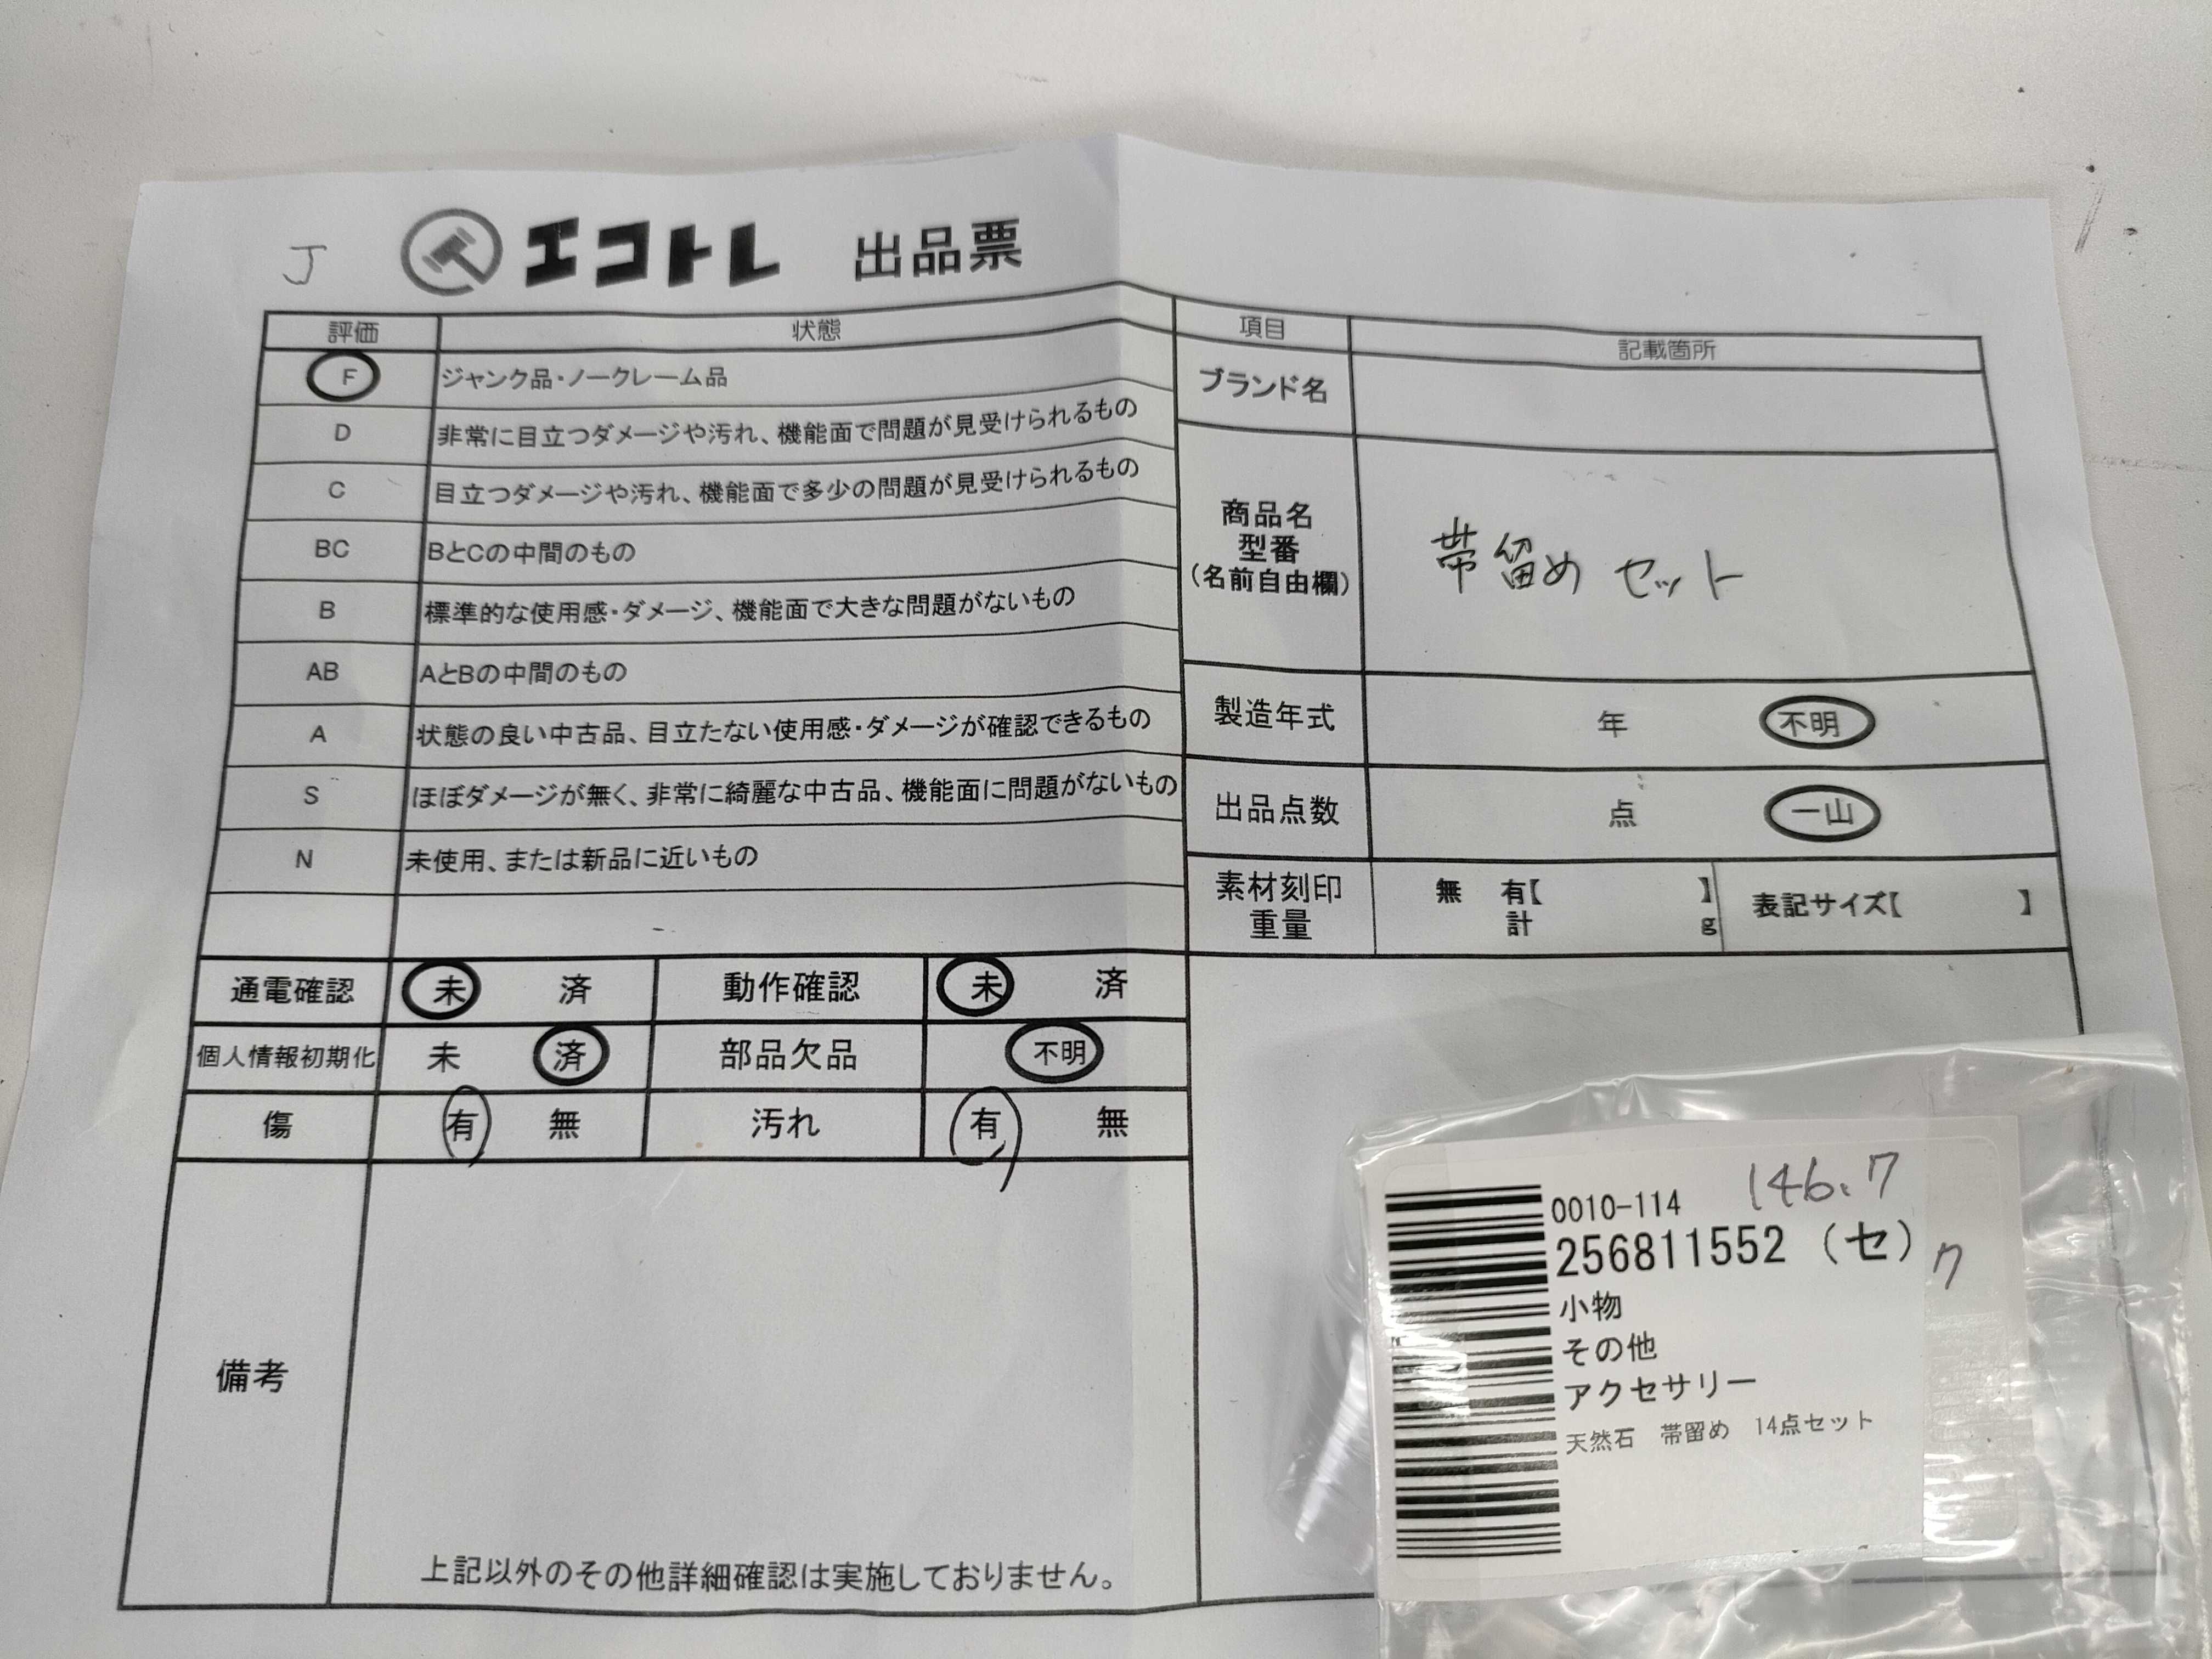 J
エコトレ 出品票
評価 状態
F ジャンク品・ノークレーム品
D 非常に目立つダメージや汚れ、機能面で問題が見受けられるもの
C 目立つダメージや汚れ、機能面で多少の問題が見受けられるもの
BC BとCの中間のもの
B 標準的な使用感・ダメージ、機能面で大きな問題がないもの
AB AとBの中間のもの
A 状態の良い中古品、目立たない使用感・ダメージが確認できるもの
S ほぼダメージが無く、非常に綺麗な中古品、機能面に問題がないもの
N 未使用、または新品に近いもの
通電確認 未 済 動作確認 未 済
個人情報初期化 未 済 部品欠品 不明
傷 有 無 汚れ 有 無
備考
上記以外のその他詳細確認は実施しておりません。
項目 記載箇所
ブランド名
商品名
型番
(名前自由欄)
帯留め セット
製造年式 年 不明
出品点数 点 一山
素材刻印 無 有【 】 表記サイズ【 】
重量 計 g
0010-114 146.7
256811552 (セ) ク
小物
その他
アクセサリー
天然石 帯留め 14点セット